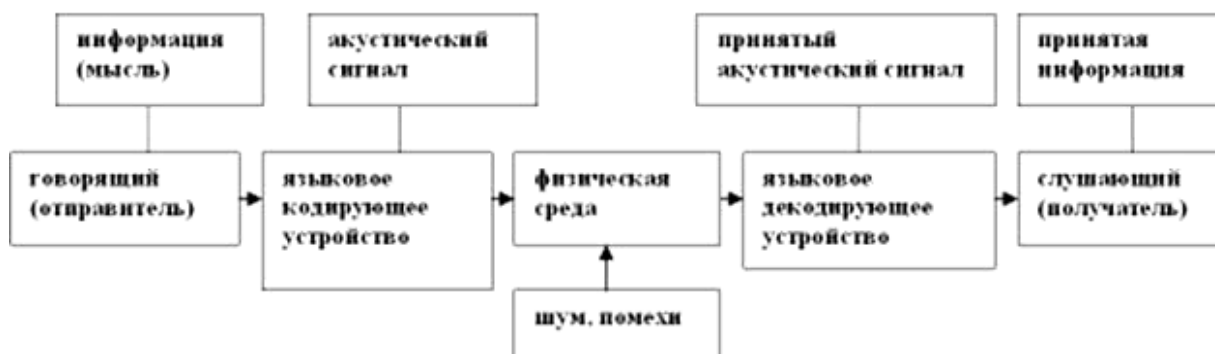 информация
(мысль)
акустический
сигнал
принятый
акустический сигнал
принятая
информация
говорящий
(отправитель)
языковое
кодирующее
устройство
физическая
среда
языковое
декодирующее
устройство
слушающий
(получатель)
шум, помехи